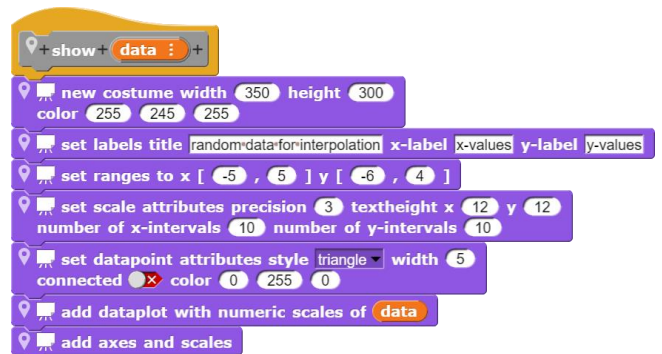 +show+ data ⋮ +
new costume width 350 height 300
color 255 245 255
set labels title random•data•for•interpolation x-label x-values y-label y-values
set ranges to x [ -5 , 5 ] y [ -6 , 4 ]
set scale attributes precision 3 textheight x 12 y 12
number of x-intervals 10 number of y-intervals 10
set datapoint attributes style triangle width 5
connected color 0 255 0
add dataplot with numeric scales of data
add axes and scales